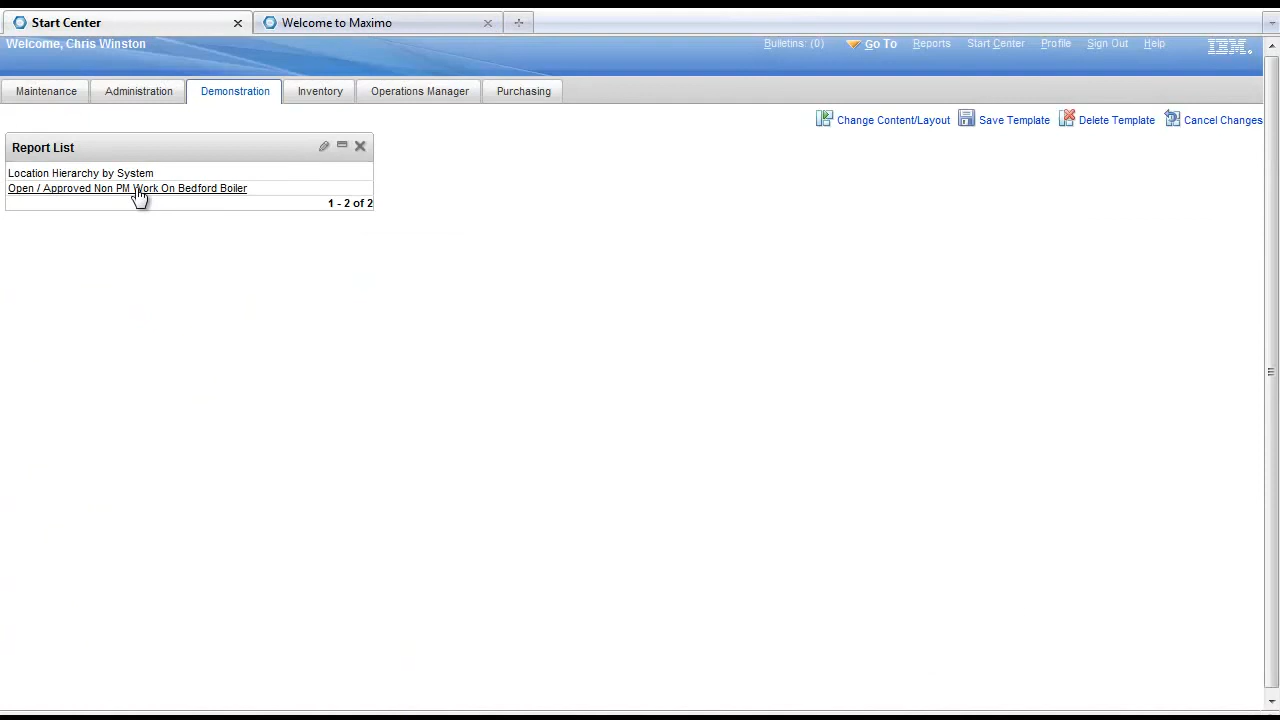 Start Center
Welcome to Maximo
Welcome, Chris Winston
Bulletins: (0)
Go To
Reports
Start Center
Profile
Sign Out
Help
IBM.
Maintenance
Administration
Demonstration
Inventory
Operations Manager
Purchasing
Change Content/Layout
Save Template
Delete Template
Cancel Changes
Report List
Location Hierarchy by System
Open / Approved Non PM Work On Bedford Boiler
1 - 2 of 2